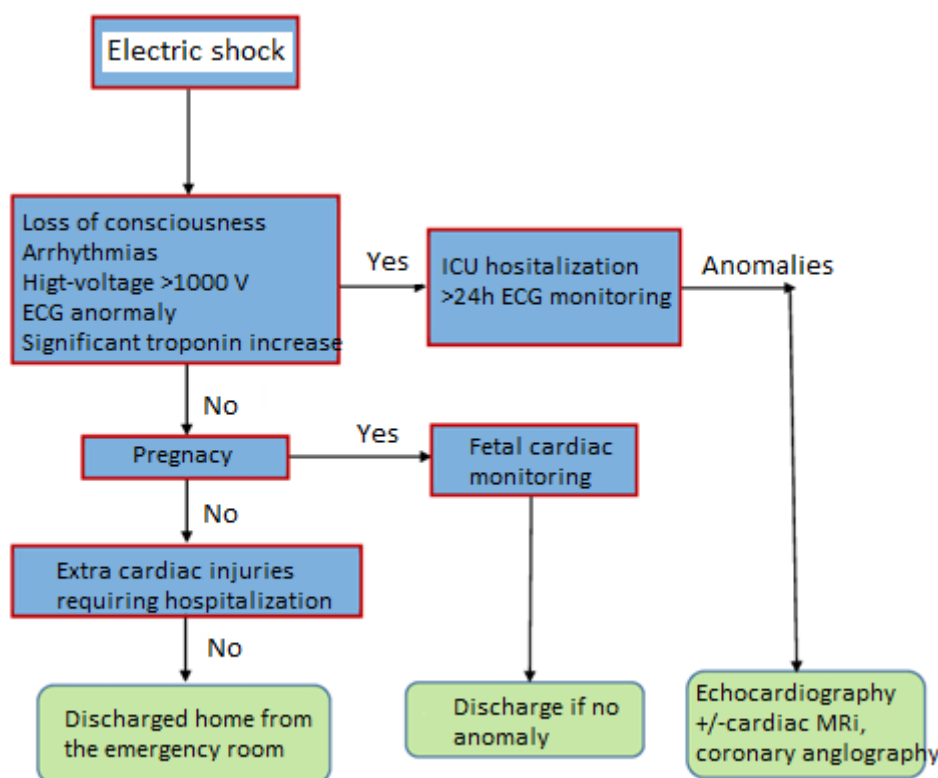 Electric shock
Loss of consciousness
Arrhythmias
Higt-voltage >1000 V
ECG anormaly
Significant troponin increase
Yes
ICU hositalization
>24h ECG monitoring
Anomalies
No
Pregnacy
Yes
Fetal cardiac
monitoring
No
Extra cardiac injuries
requiring hospitalization
No
Discharged home from
the emergency room
Discharge if no
anomaly
Echocardiography
+/-cardiac MRi,
coronary anglography